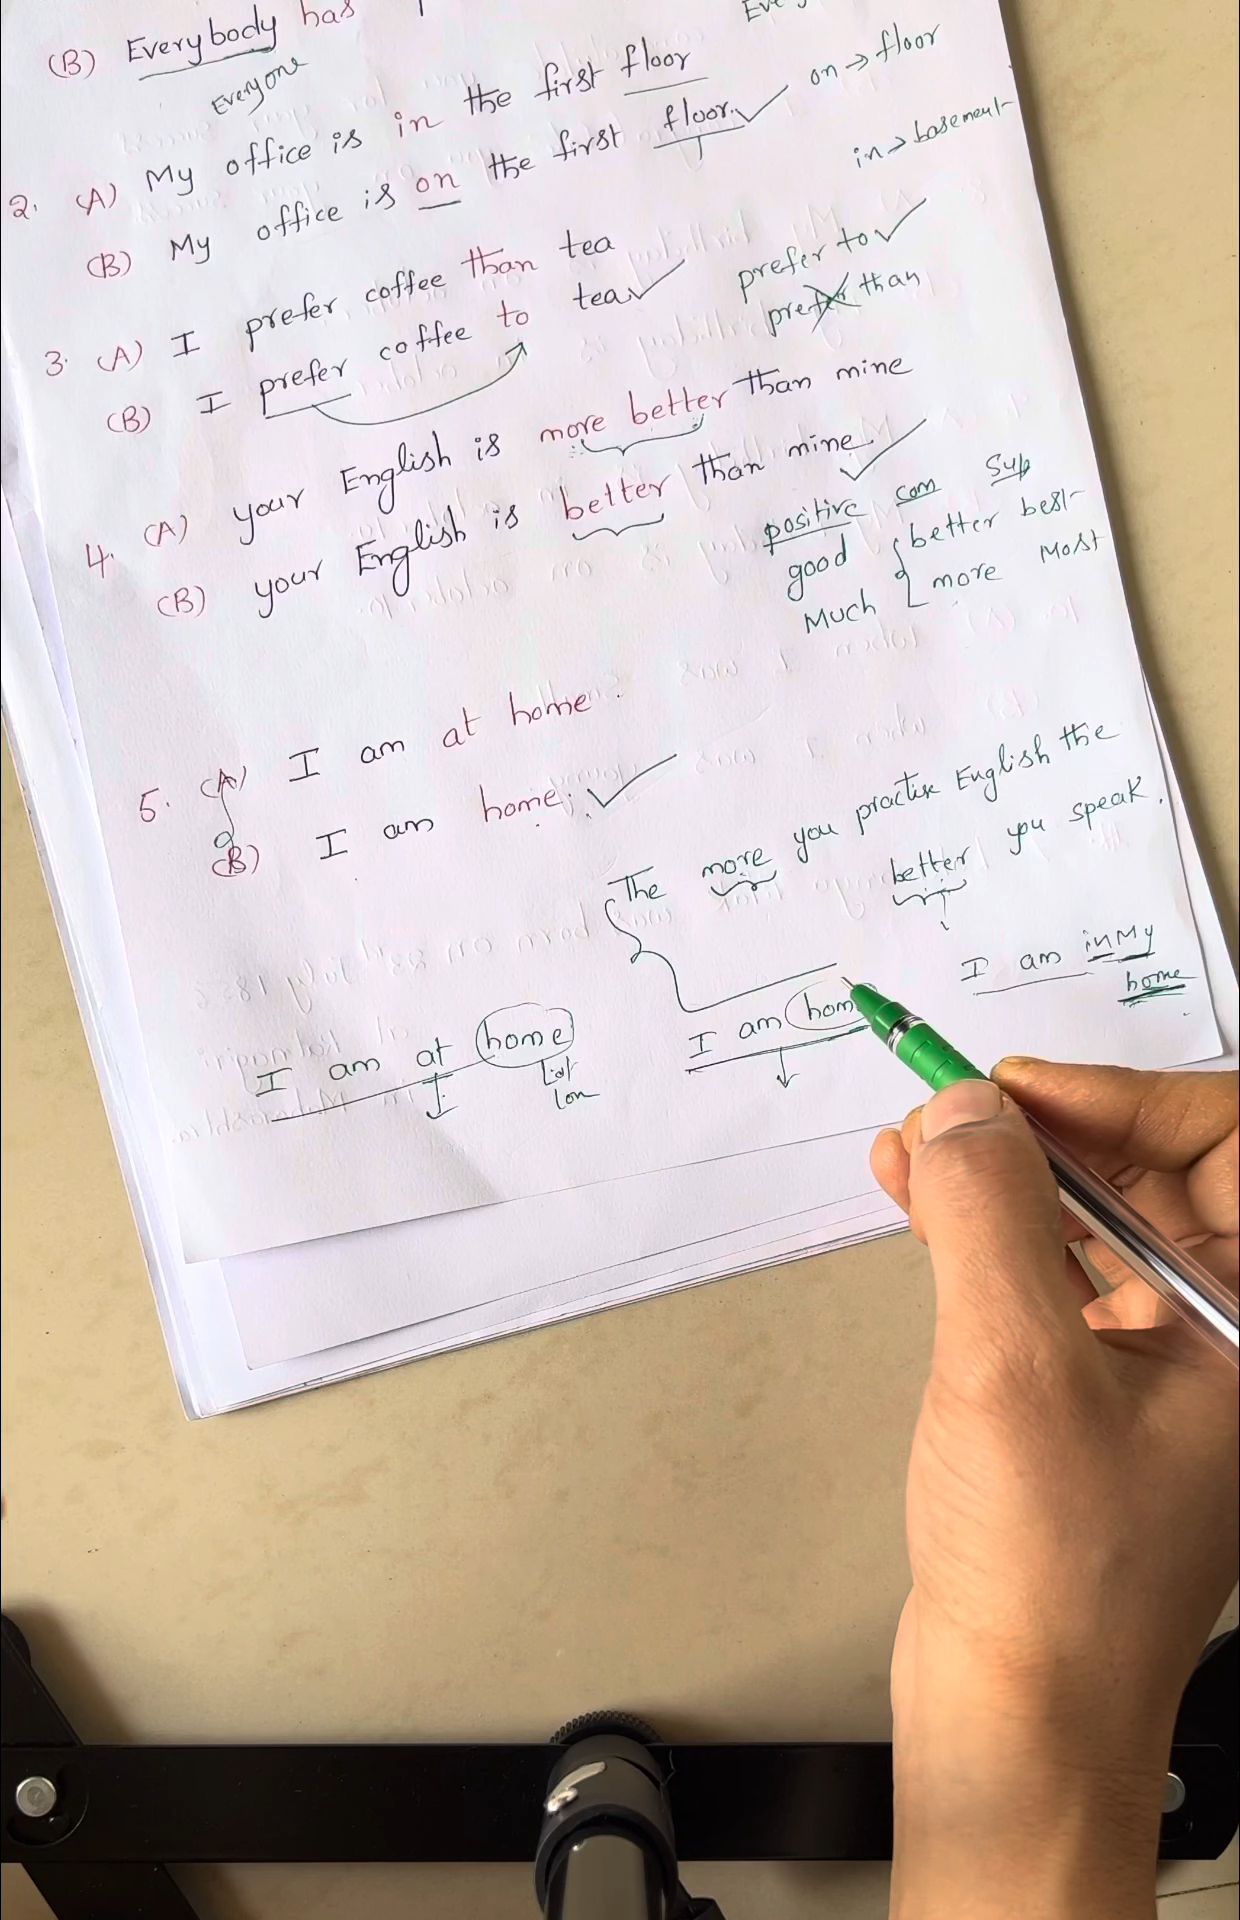 (B) Everybody has
Everyone
2. (A) My office is in the first floor
(B) My office is on the first floor. on → floor
in → basement
3. (A) I prefer coffee than tea
(B) I prefer coffee to tea
prefer to
prefer than
4. (A) your English is more better than mine
(B) your English is better than mine.
positive com Sup
good better best
Much more Most
5. (A) I am at home.
(B) I am home.
The more you practise English the
better you speak.
I am in My
home
I am at home
I am home